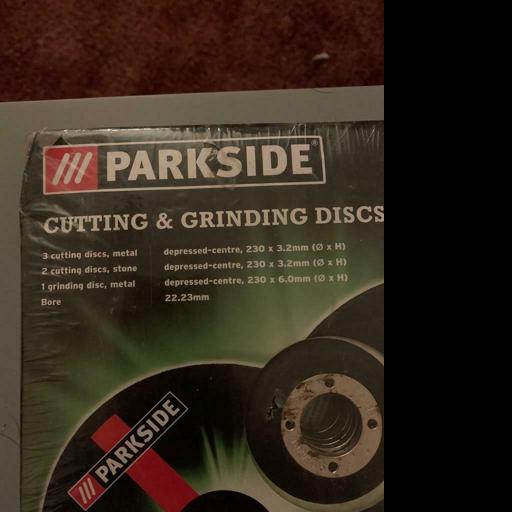 PARKSIDE®
CUTTING & GRINDING DISCS
3 cutting discs, metal depressed-centre, 230 x 3.2mm (Ø x H)
2 cutting discs, stone depressed-centre, 230 x 3.2mm (Ø x H)
1 grinding disc, metal depressed-centre, 230 x 6.0mm (Ø x H)
Bore 22.23mm
PARKSIDE